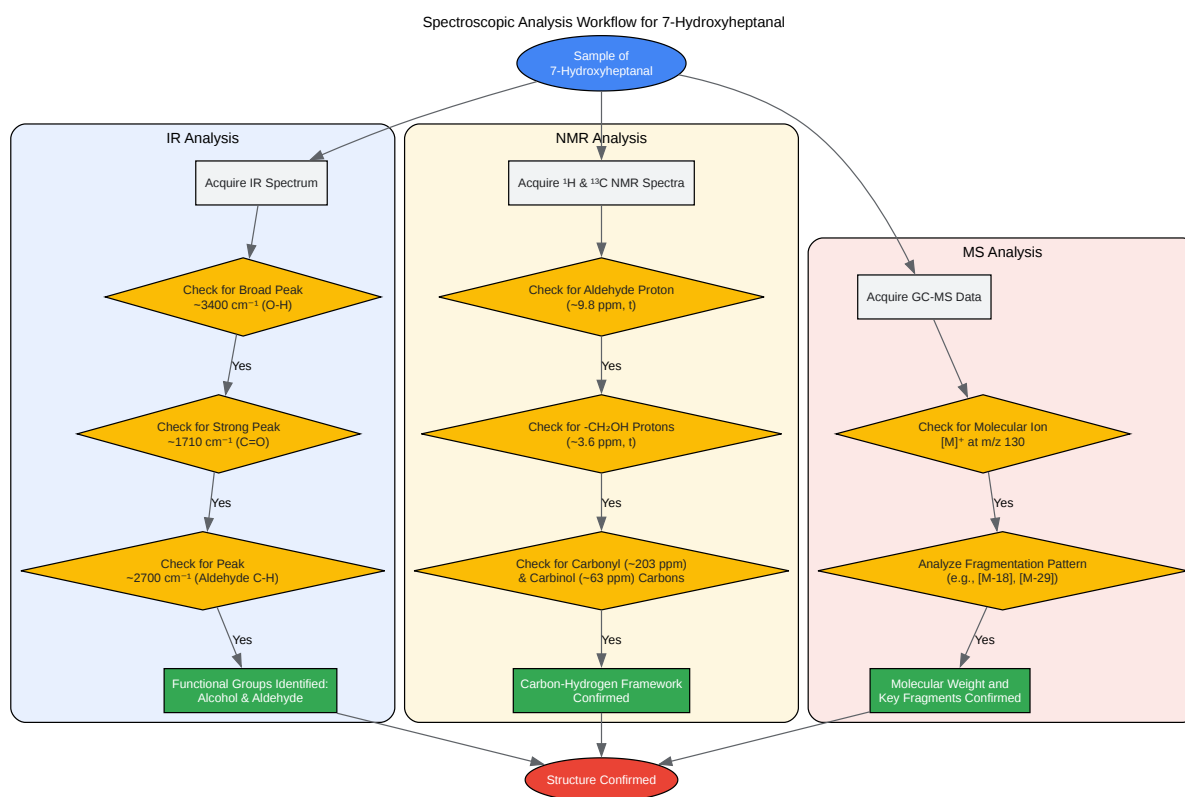 Spectroscopic Analysis Workflow for 7-Hydroxyheptanal
Sample of
7-Hydroxyheptanal
IR Analysis
Acquire IR Spectrum
Check for Broad Peak
~3400 cm⁻¹ (O-H)
Yes
Check for Strong Peak
~1710 cm⁻¹ (C=O)
Yes
Check for Peak
~2700 cm⁻¹ (Aldehyde C-H)
Yes
Functional Groups Identified:
Alcohol & Aldehyde
NMR Analysis
Acquire ¹H & ¹³C NMR Spectra
Check for Aldehyde Proton
(~9.8 ppm, t)
Yes
Check for -CH₂OH Protons
(~3.6 ppm, t)
Yes
Check for Carbonyl (~203 ppm)
& Carbinol (~63 ppm) Carbons
Yes
Carbon-Hydrogen Framework
Confirmed
MS Analysis
Acquire GC-MS Data
Check for Molecular Ion
[M]⁺ at m/z 130
Yes
Analyze Fragmentation Pattern
(e.g., [M-18], [M-29])
Yes
Molecular Weight and
Key Fragments Confirmed
Structure Confirmed